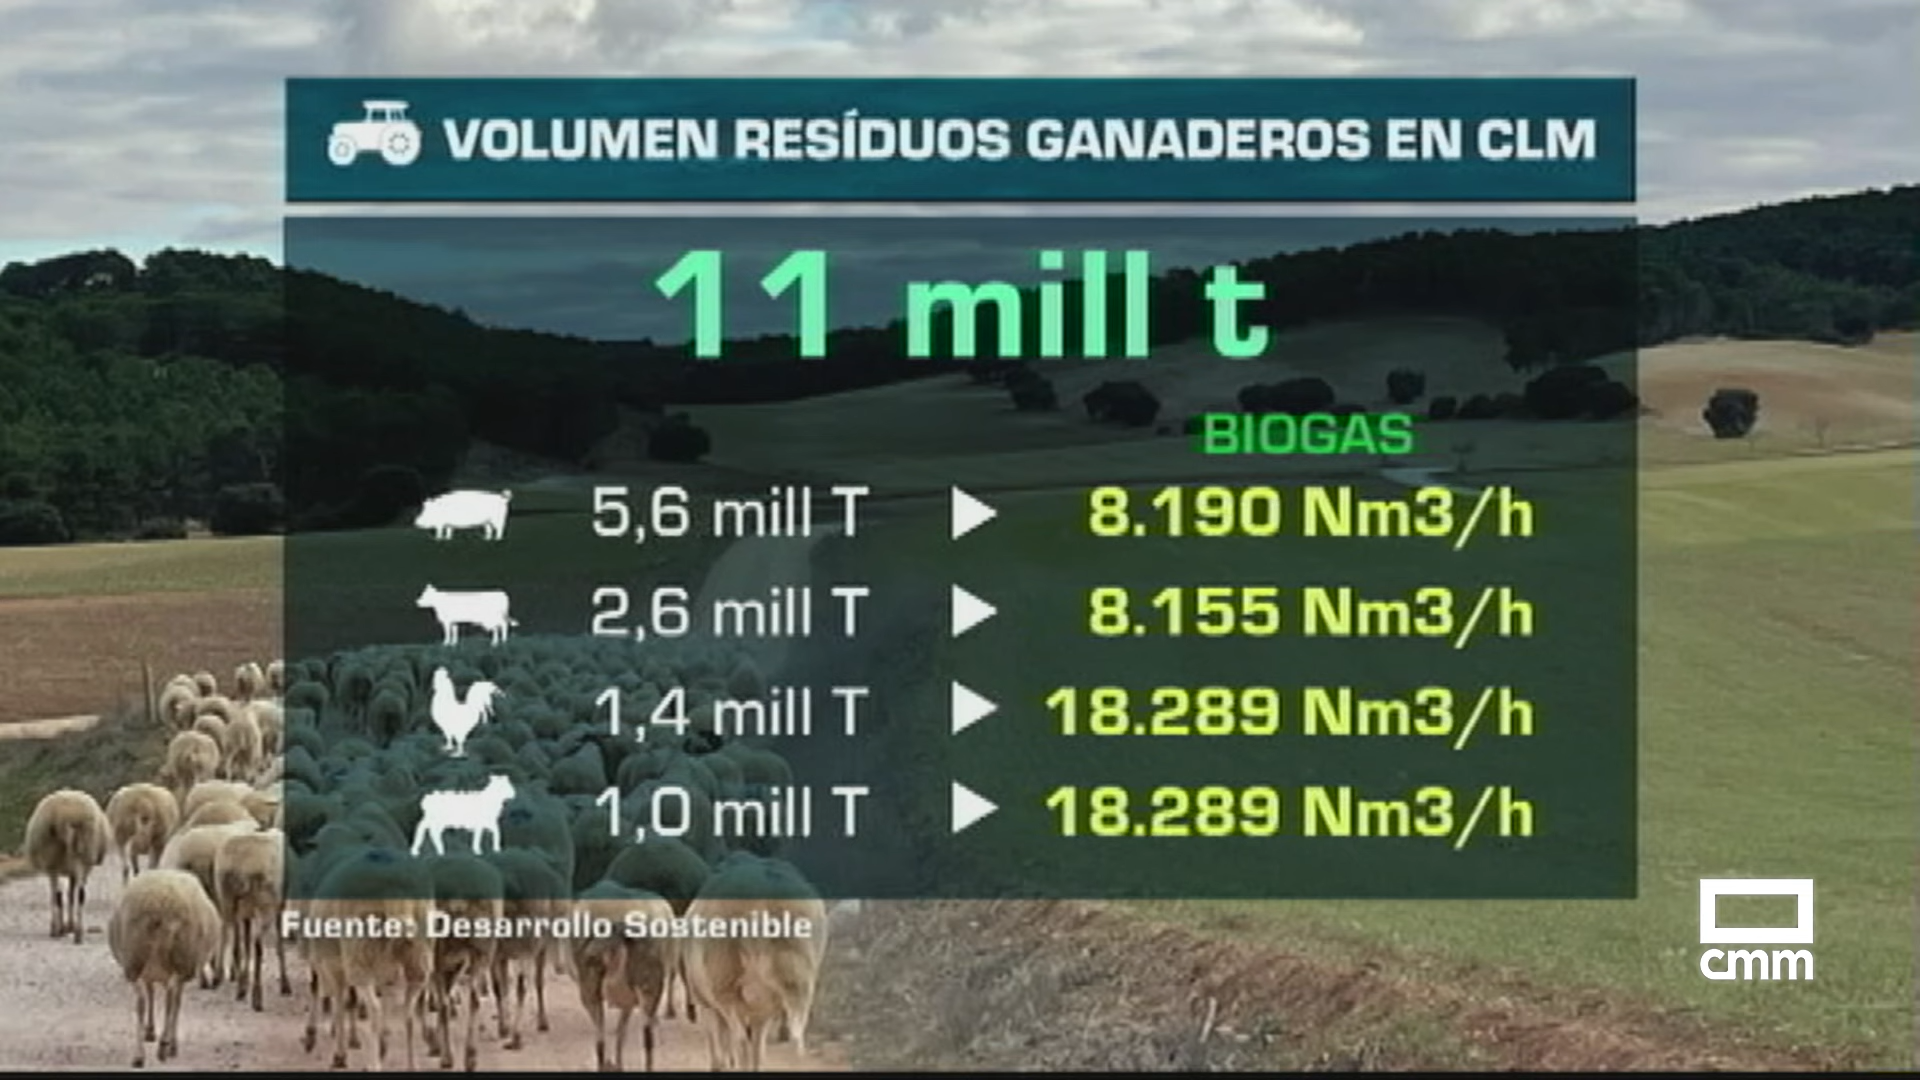 VOLUMEN RESÍDUOS GANADEROS EN CLM
11 mill t
BIOGAS
5,6 mill T 8.190 Nm3/h
2,6 mill T 8.155 Nm3/h
1,4 mill T 18.289 Nm3/h
1,0 mill T 18.289 Nm3/h
Fuente: Desarrollo Sostenible
cmm